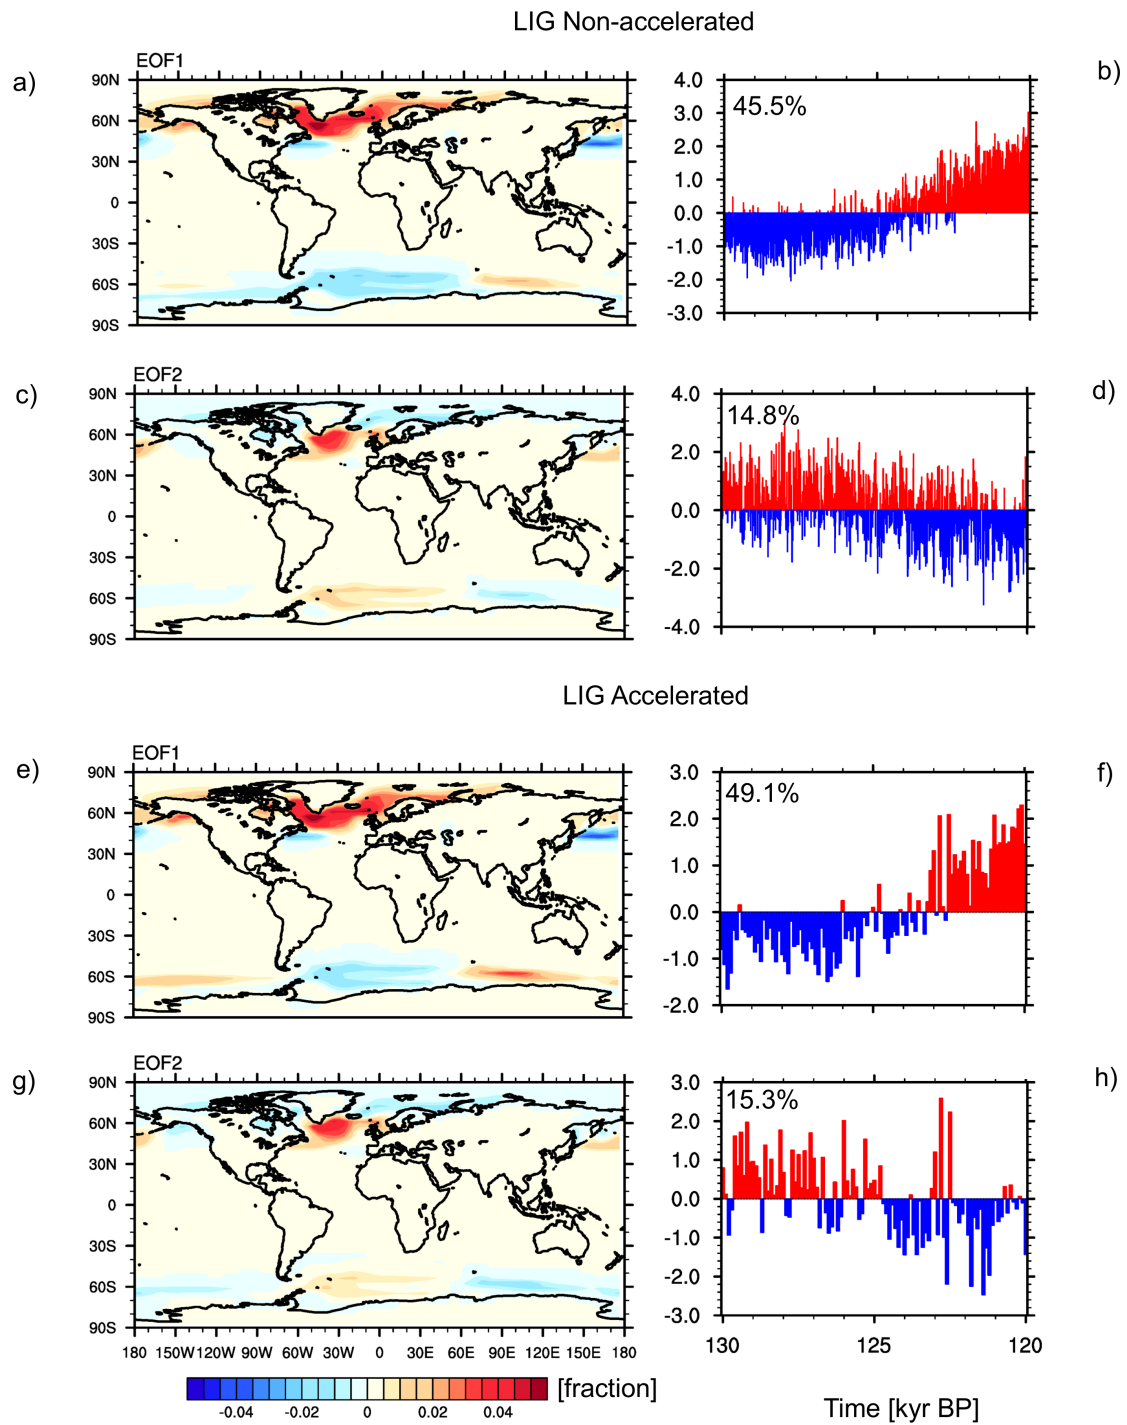 LIG Non-accelerated
a)
EOF1
90N
60N
30N
0
30S
60S
90S
b)
45.5%
4.0
3.0
2.0
1.0
0.0
-1.0
-2.0
-3.0
c)
EOF2
90N
60N
30N
0
30S
60S
90S
d)
14.8%
4.0
2.0
0.0
-2.0
-4.0
LIG Accelerated
e)
EOF1
90N
60N
30N
0
30S
60S
90S
f)
49.1%
3.0
2.0
1.0
0.0
-1.0
-2.0
g)
EOF2
90N
60N
30N
0
30S
60S
90S
180 150W 120W 90W 60W 30W 0 30E 60E 90E 120E 150E 180
h)
15.3%
3.0
2.0
1.0
0.0
-1.0
-2.0
-3.0
130 125 120
-0.04 -0.02 0 0.02 0.04
[fraction]
Time [kyr BP]